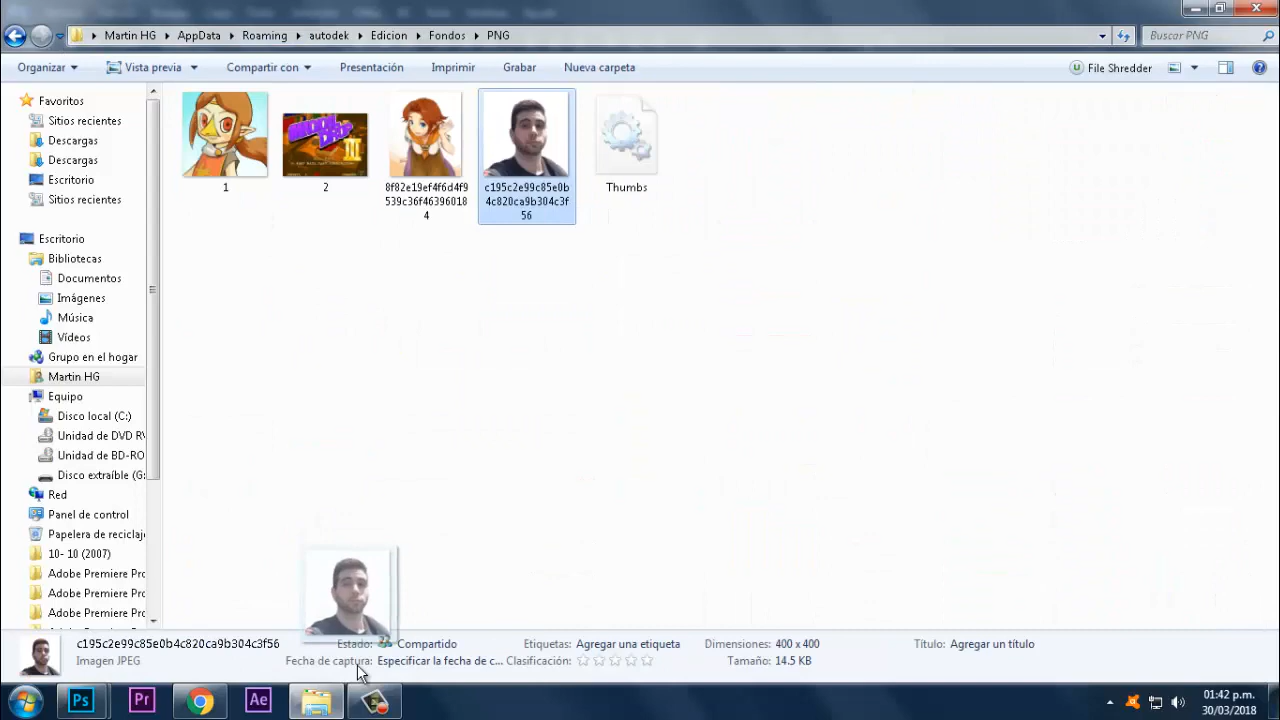 Martin HG ▸ AppData ▸ Roaming ▸ autodek ▸ Edicion ▸ Fondos ▸ PNG
Buscar PNG
Organizar
Vista previa
Compartir con
Presentación
Imprimir
Grabar
Nueva carpeta
File Shredder
Favoritos
Sitios recientes
Descargas
Descargas
Escritorio
Sitios recientes
Escritorio
Bibliotecas
Documentos
Imágenes
Música
Vídeos
Grupo en el hogar
Martin HG
Equipo
Disco local (C:)
Unidad de DVD RW
Unidad de BD-RO
Disco extraíble (G:
Red
Panel de control
Papelera de reciclaj
10- 10 (2007)
Adobe Premiere Pro
Adobe Premiere Pro
Adobe Premiere Pro
1
2
8f82e19ef4f6d4f9
539c36f46396018
4
c195c2e99c85e0b
4c820ca9b304c3f
56
Thumbs
c195c2e99c85e0b4c820ca9b304c3f56
Imagen JPEG
Estado: Compartido
Fecha de captura: Especificar la fecha de c...
Etiquetas: Agregar una etiqueta
Clasificación:
Dimensiones: 400 x 400
Tamaño: 14.5 KB
Título: Agregar un título
Ps
Pr
Ae
01:42 p.m.
30/03/2018